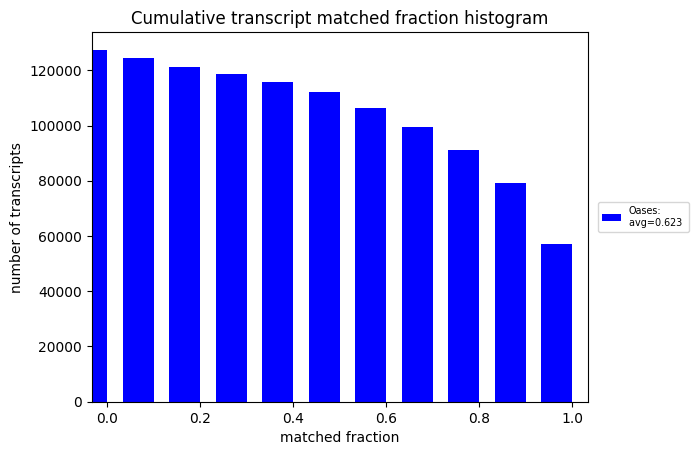 Cumulative transcript matched fraction histogram
number of transcripts
120000
100000
80000
60000
40000
20000
0
0.0 0.2 0.4 0.6 0.8 1.0
matched fraction
Oases:
avg=0.623